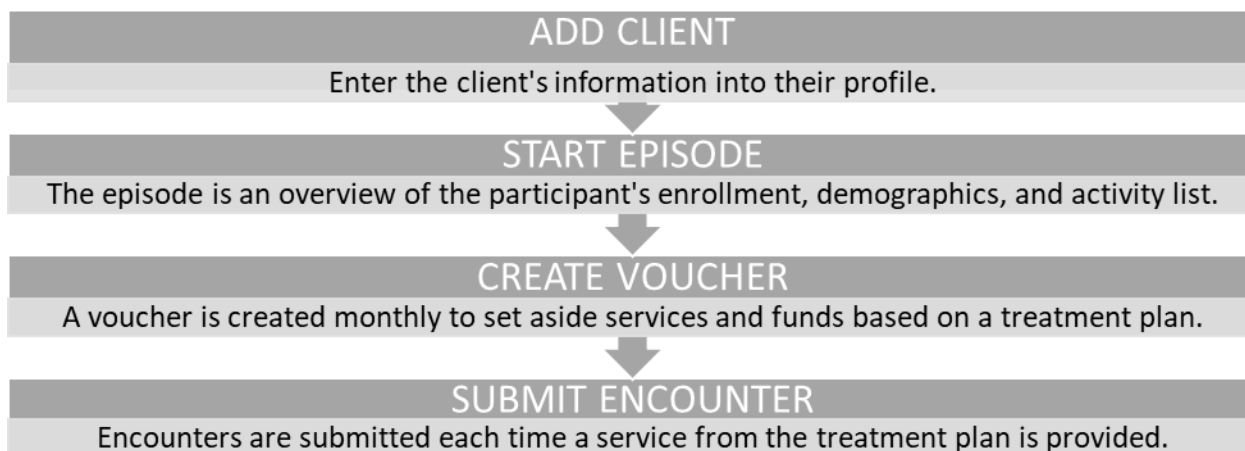 ADD CLIENT
Enter the client's information into their profile.
START EPISODE
The episode is an overview of the participant's enrollment, demographics, and activity list.
CREATE VOUCHER
A voucher is created monthly to set aside services and funds based on a treatment plan.
SUBMIT ENCOUNTER
Encounters are submitted each time a service from the treatment plan is provided.